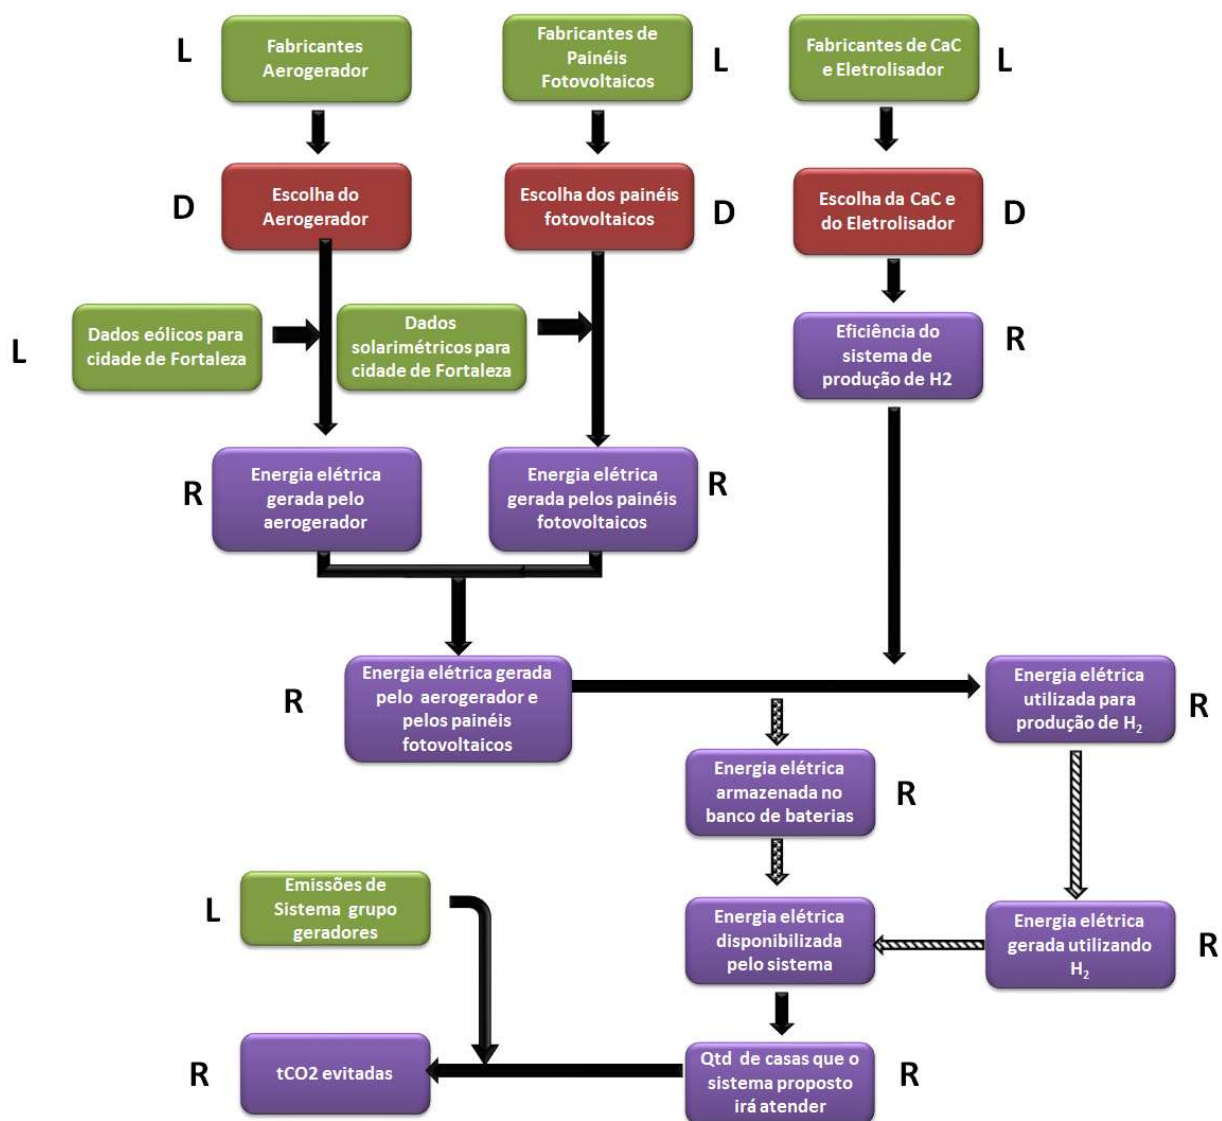 L
Fabricantes
Aerogerador
Fabricantes de
Painéis
Fotovoltaicos
L
Fabricantes de CaC
e Eletrolisador
L
D
Escolha do
Aerogerador
Escolha dos painéis
fotovoltaicos
D
Escolha da CaC e
do Eletrolisador
D
L
Dados eólicos para
cidade de Fortaleza
Dados
solarimétricos para
cidade de Fortaleza
Eficiência do
sistema de
produção de H2
R
R
Energia elétrica
gerada pelo
aerogerador
Energia elétrica
gerada pelos painéis
fotovoltaicos
R
R
Energia elétrica gerada
pelo aerogerador e
pelos painéis
fotovoltaicos
Energia elétrica
utilizada para
produção de H₂
R
Energia elétrica
armazenada no
banco de baterias
R
L
Emissões de
Sistema grupo
geradores
Energia elétrica
disponibilizada
pelo sistema
Energia elétrica
gerada utilizando
H₂
R
R
tCO2 evitadas
Qtd de casas que o
sistema proposto
irá atender
R